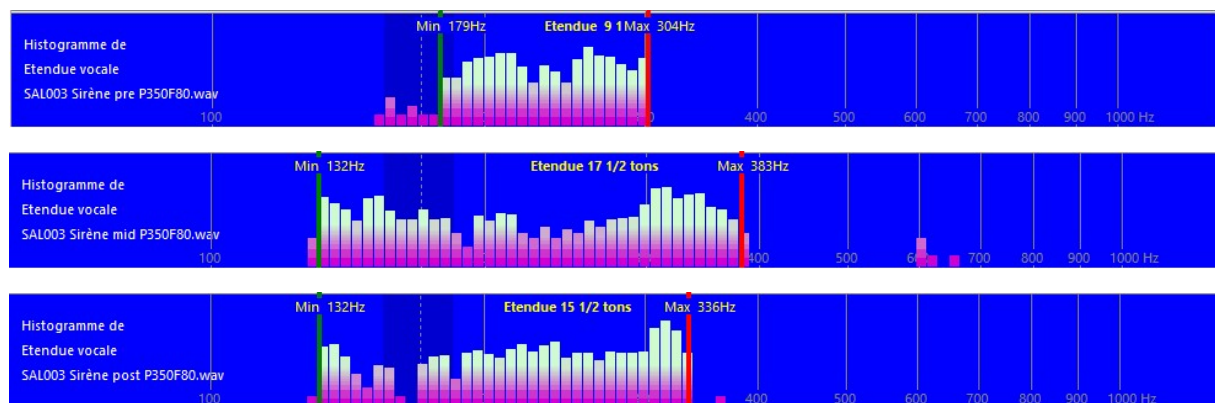 Min 179Hz Etendue 9 1 Max 304Hz
Histogramme de
Etendue vocale
SAL003 Sirène pre P350F80.wav
100 400 500 600 700 800 900 1000 Hz
Min 132Hz Etendue 17 1/2 tons Max 383Hz
Histogramme de
Etendue vocale
SAL003 Sirène mid P350F80.wav
100 400 500 600 700 800 900 1000 Hz
Min 132Hz Etendue 15 1/2 tons Max 336Hz
Histogramme de
Etendue vocale
SAL003 Sirène post P350F80.wav
100 400 500 600 700 800 900 1000 Hz